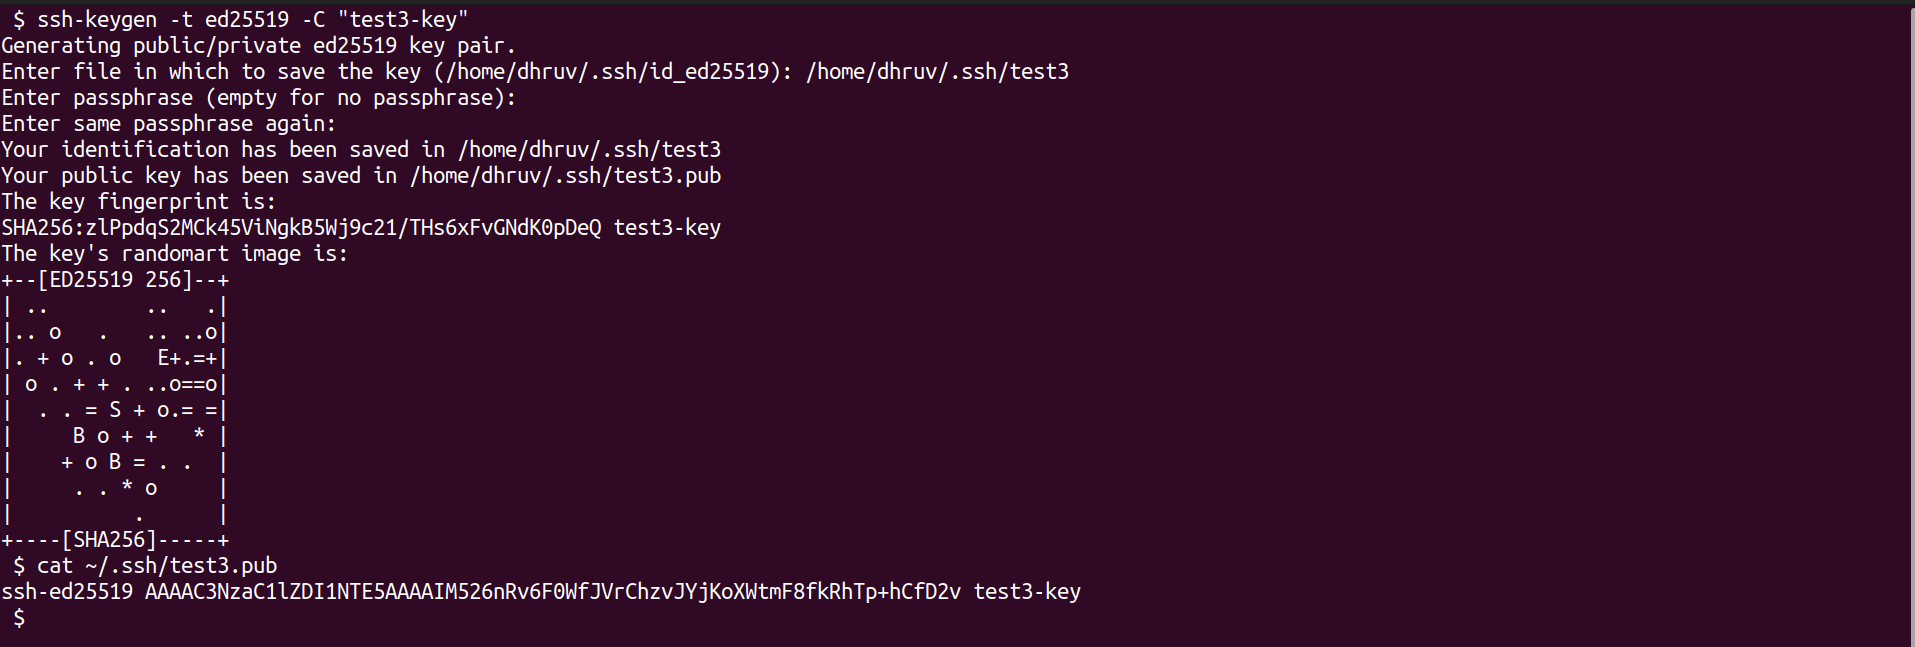 $ ssh-keygen -t ed25519 -C "test3-key"
Generating public/private ed25519 key pair.
Enter file in which to save the key (/home/dhruv/.ssh/id_ed25519): /home/dhruv/.ssh/test3
Enter passphrase (empty for no passphrase):
Enter same passphrase again:
Your identification has been saved in /home/dhruv/.ssh/test3
Your public key has been saved in /home/dhruv/.ssh/test3.pub
The key fingerprint is:
SHA256:zlPpdqS2MCk45ViNgkB5Wj9c21/THs6xFvGNdK0pDeQ test3-key
The key's randomart image is:
+--[ED25519 256]--+
| ..        ..   .|
|.. o   .   .. ..o|
|. + o . o   E+.=+|
| o . + + . ..o==o|
|  . . = S + o.= =|
|     B o + +   * |
|    + o B = . .  |
|     . . * o     |
|          .      |
+----[SHA256]-----+
 $ cat ~/.ssh/test3.pub
ssh-ed25519 AAAAC3NzaC1lZDI1NTE5AAAAIM526nRv6F0WfJVrChzvJYjKoXWtmF8fkRhTp+hCfD2v test3-key
 $